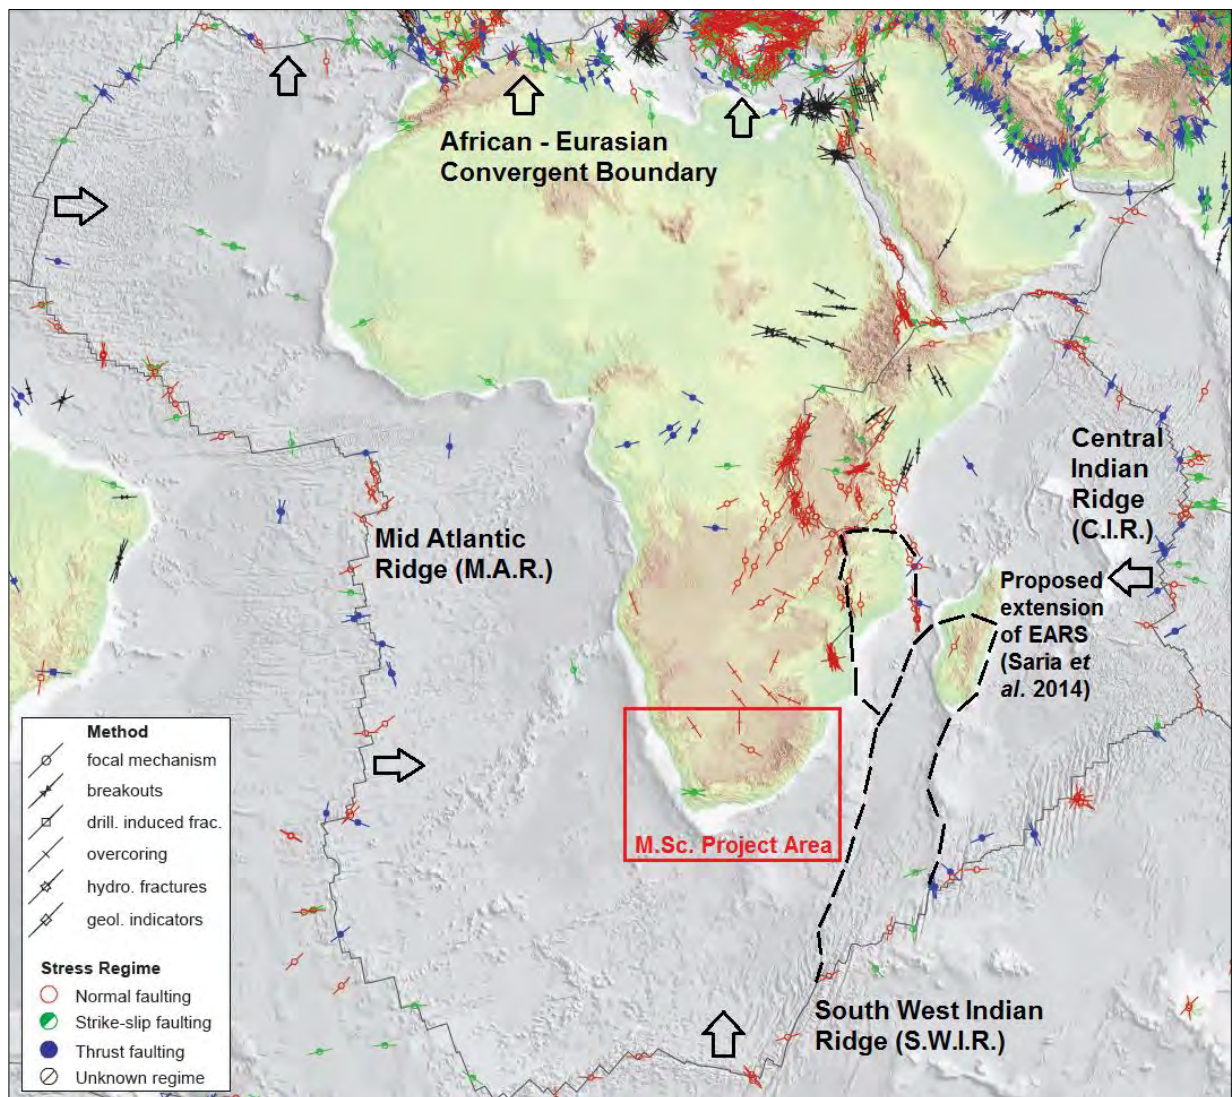 African - Eurasian
Convergent Boundary
Central
Indian
Ridge
(C.I.R.)
Mid Atlantic
Ridge (M.A.R.)
Proposed
extension
of EARS
(Saria et
al. 2014)
M.Sc. Project Area
South West Indian
Ridge (S.W.I.R.)
Method
focal mechanism
breakouts
drill. induced frac.
overcoring
hydro. fractures
geol. indicators
Stress Regime
Normal faulting
Strike-slip faulting
Thrust faulting
Unknown regime